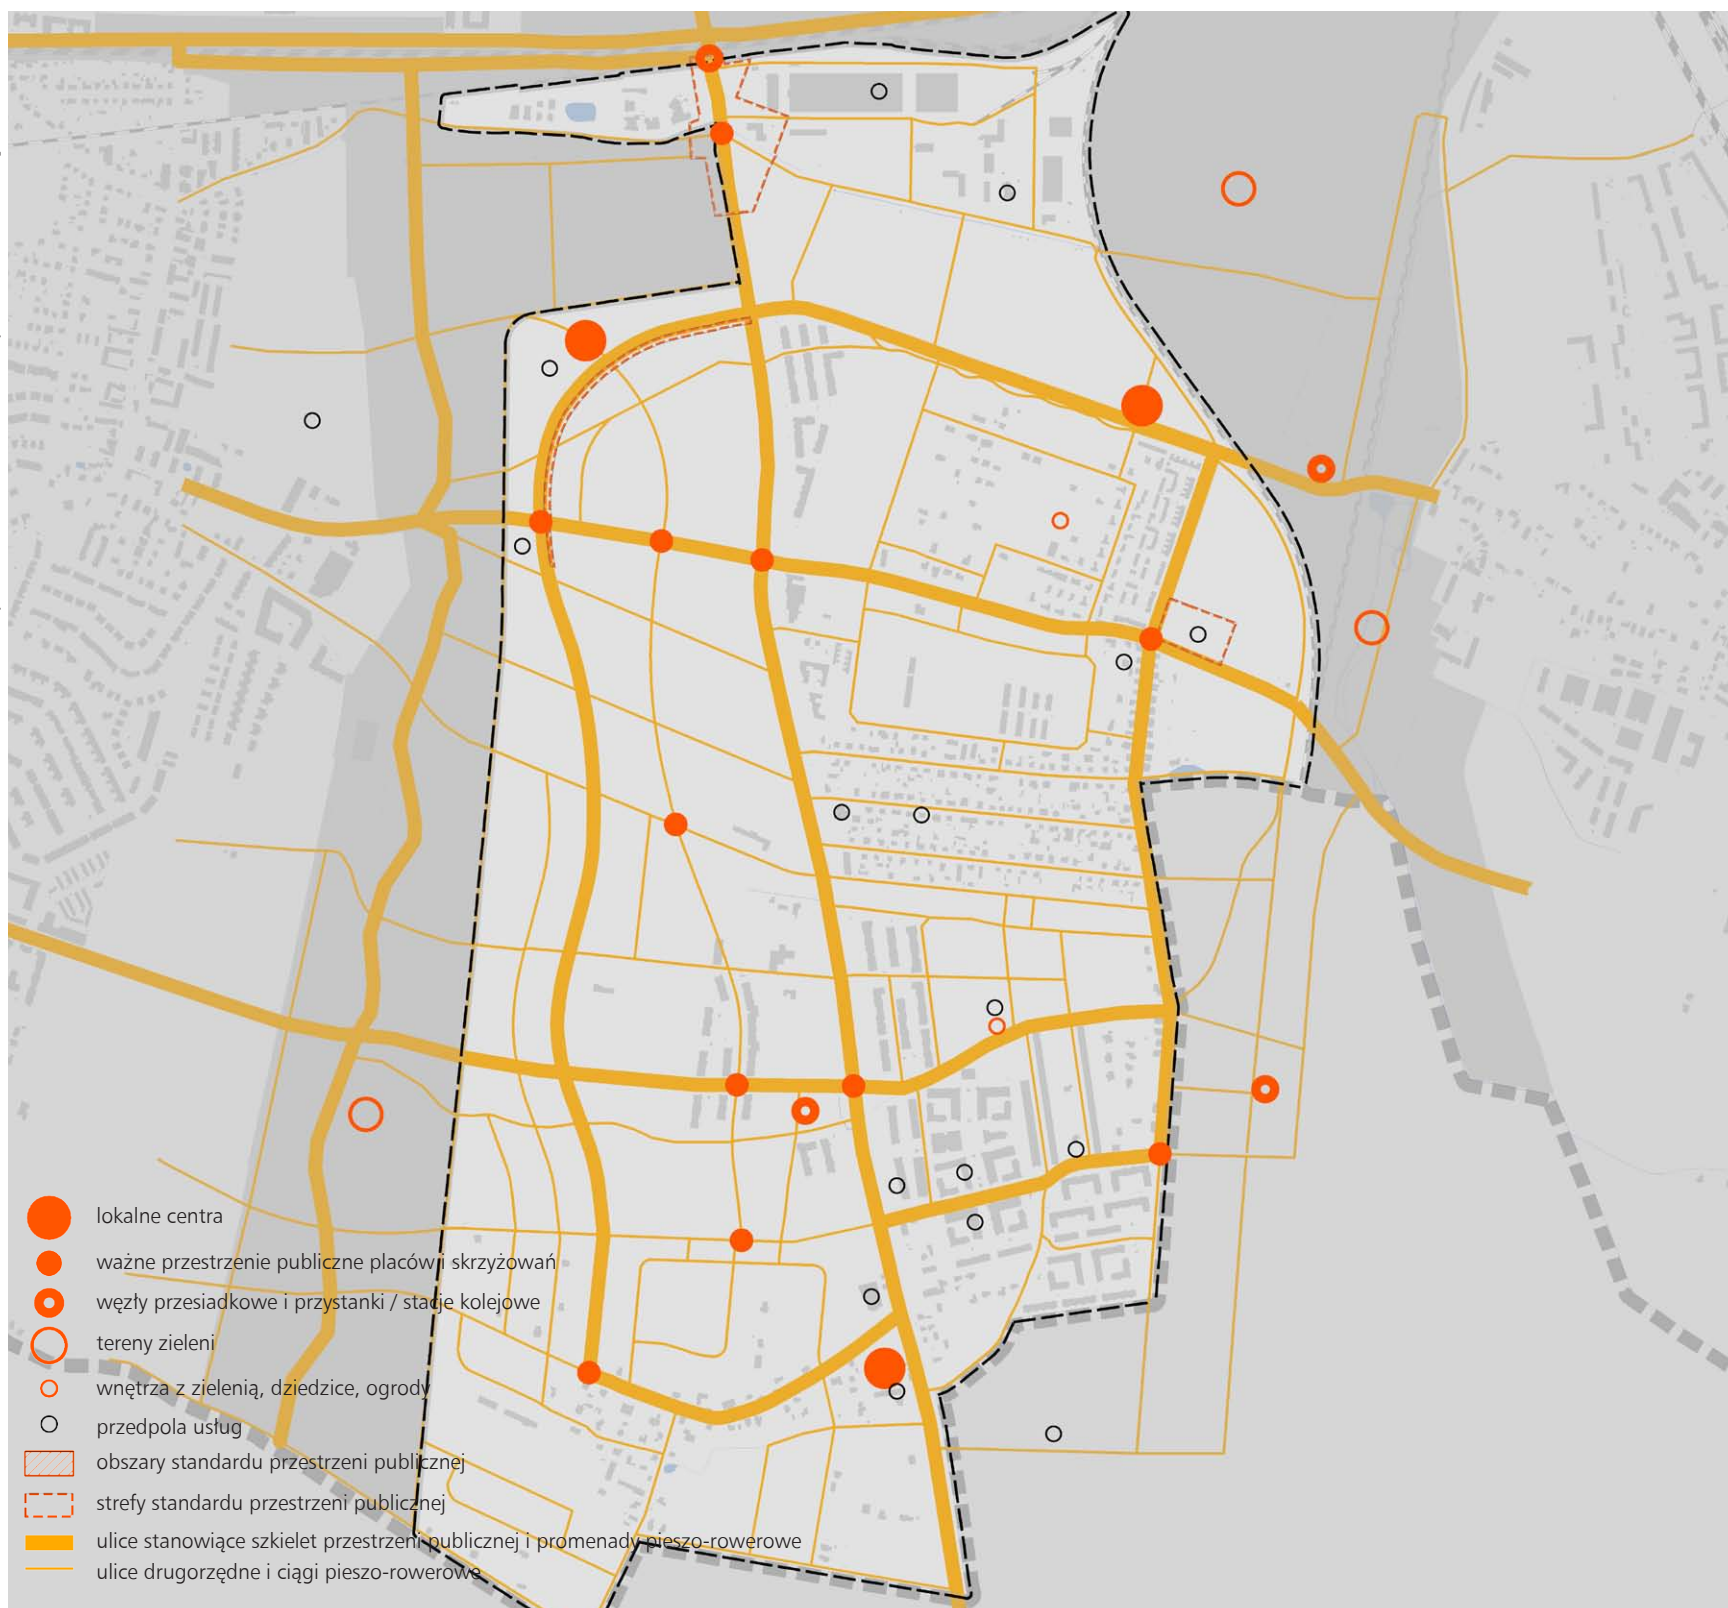 lokalne centra
ważne przestrzenie publiczne placów i skrzyżowań
węzły przesiadkowe i przystanki / stacje kolejowe
tereny zieleni
wnętrza z zielenią, dziedzice, ogrody
przedpola usług
obszary standardu przestrzeni publicznej
strefy standardu przestrzeni publicznej
ulice stanowiące szkielet przestrzeni publicznej i promenady pieszo-rowerowe
ulice drugorzędne i ciągi pieszo-rowerowe